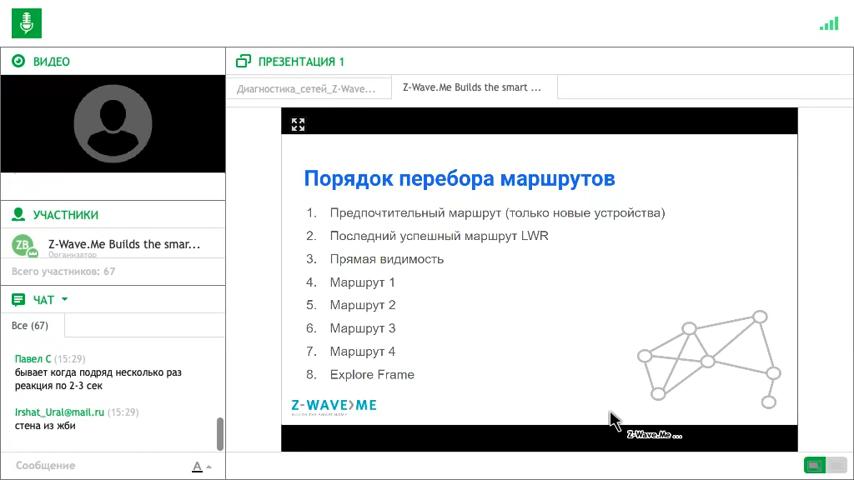 ВИДЕО
УЧАСТНИКИ
Z-Wave.Me Builds the smar...
Организатор
Всего участников: 67
ЧАТ
Все (67)
Павел С (15:29)
бывает когда подряд несколько раз
реакция по 2-3 сек
Irshat_Ural@mail.ru (15:29)
стена из жби
Сообщение
A
ПРЕЗЕНТАЦИЯ 1
Диагностика_сетей_Z-Wave...
Z-Wave.Me Builds the smart ...
Порядок перебора маршрутов
1. Предпочтительный маршрут (только новые устройства)
2. Последний успешный маршрут LWR
3. Прямая видимость
4. Маршрут 1
5. Маршрут 2
6. Маршрут 3
7. Маршрут 4
8. Explore Frame
Z-WAVE>ME
Z-Wave.Me ...